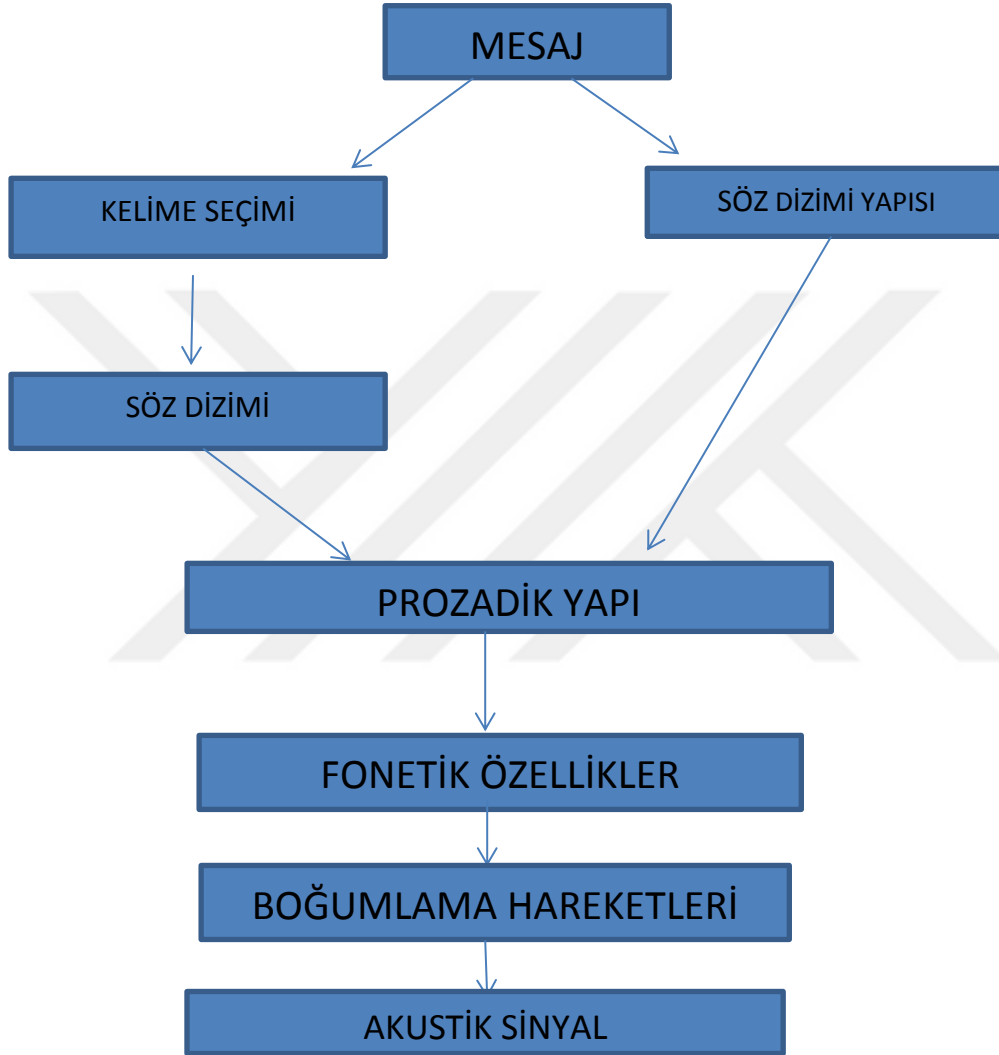 MESAJ
KELİME SEÇİMİ
SÖZ DİZİMİ YAPISI
SÖZ DİZİMİ
PROZADİK YAPI
FONETİK ÖZELLİKLER
BOĞUMLAMA HAREKETLERİ
AKUSTİK SİNYAL